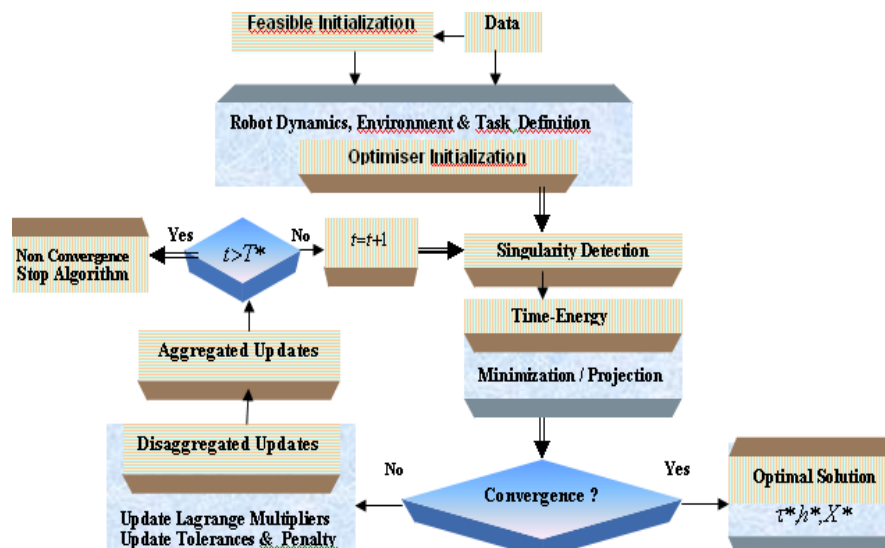 Feasible Initialization
Data
Robot Dynamics, Environment & Task Definition
Optimiser Initialization
Yes
t>T*
No
t=t+1
Non Convergence
Stop Algorithm
Singularity Detection
Time-Energy
Aggregated Updates
Minimization / Projection
Disaggregated Updates
No
Convergence ?
Yes
Optimal Solution
τ*,h*,X*
Update Lagrange Multipliers
Update Tolerances & Penalty